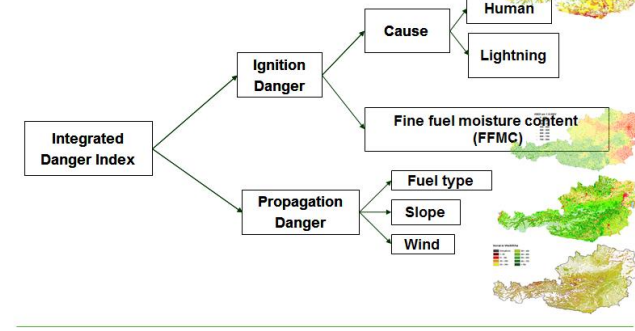 Human
Cause
Lightning
Ignition
Danger
Fine fuel moisture content
(FFMC)
Integrated
Danger Index
Propagation
Danger
Fuel type
Slope
Wind